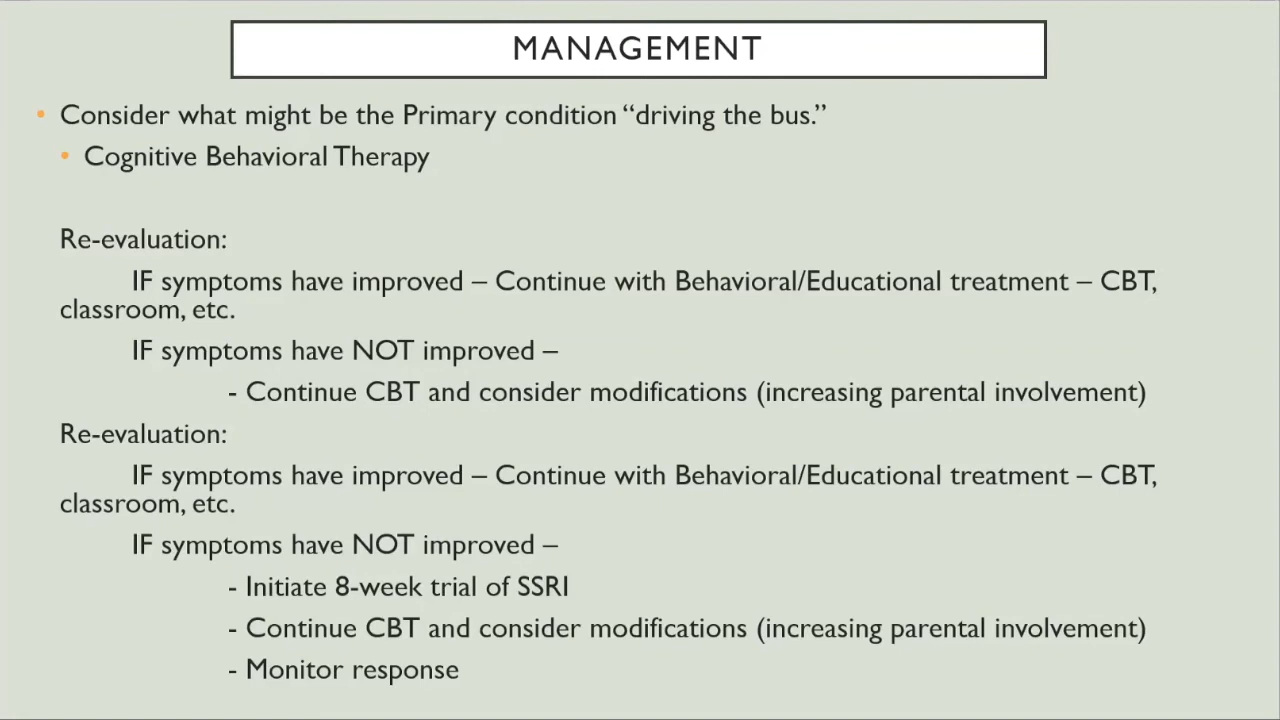 MANAGEMENT
• Consider what might be the Primary condition “driving the bus.”
• Cognitive Behavioral Therapy
Re-evaluation:
IF symptoms have improved – Continue with Behavioral/Educational treatment – CBT,
classroom, etc.
IF symptoms have NOT improved –
- Continue CBT and consider modifications (increasing parental involvement)
Re-evaluation:
IF symptoms have improved – Continue with Behavioral/Educational treatment – CBT,
classroom, etc.
IF symptoms have NOT improved –
- Initiate 8-week trial of SSRI
- Continue CBT and consider modifications (increasing parental involvement)
- Monitor response